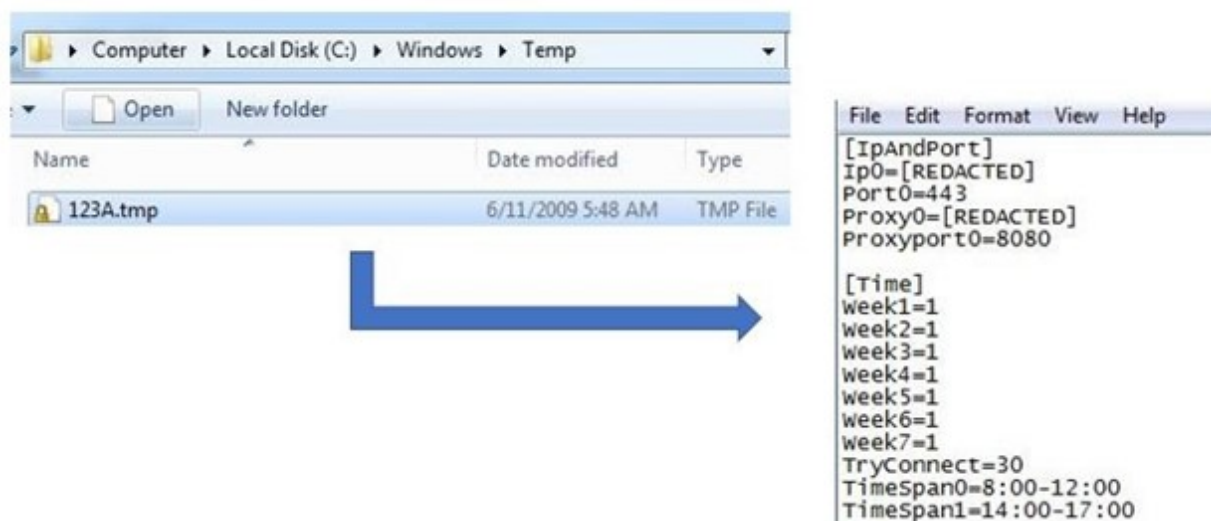 Computer ▸ Local Disk (C:) ▸ Windows ▸ Temp
Open New folder
Name Date modified Type
123A.tmp 6/11/2009 5:48 AM TMP File
File Edit Format View Help
[IpAndPort]
Ip0=[REDACTED]
Port0=443
Proxy0=[REDACTED]
Proxyport0=8080
[Time]
Week1=1
Week2=1
Week3=1
Week4=1
Week5=1
Week6=1
Week7=1
TryConnect=30
TimeSpan0=8:00-12:00
TimeSpan1=14:00-17:00